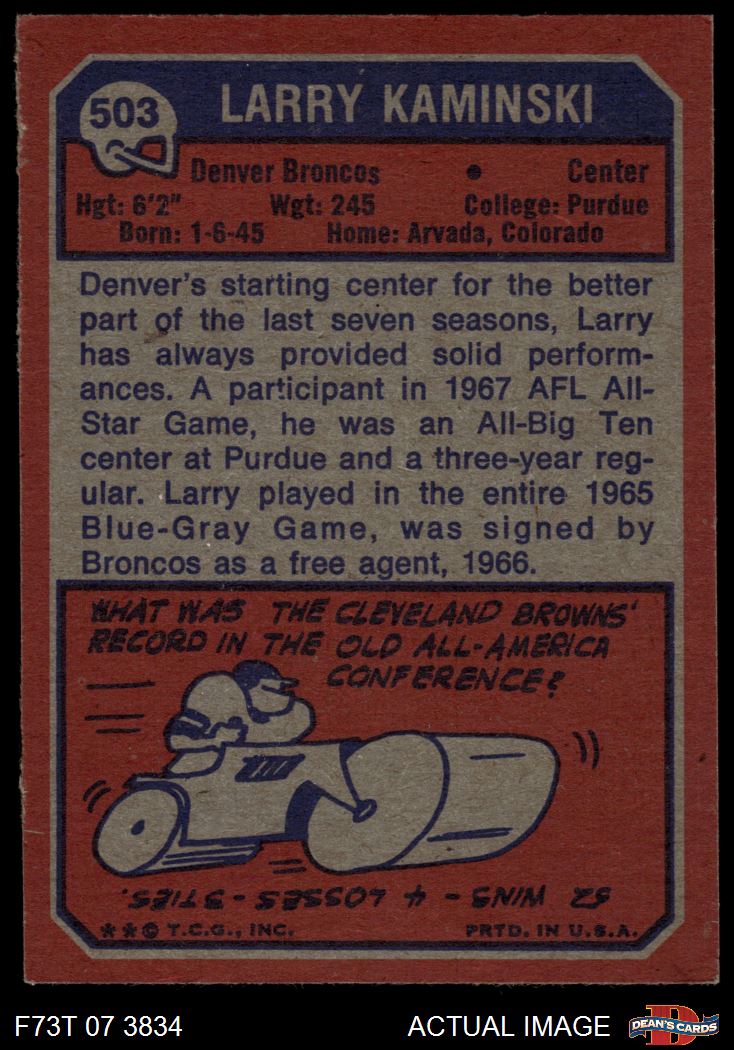 503
LARRY KAMINSKI
Denver Broncos • Center
Hgt: 6'2" Wgt: 245 College: Purdue
Born: 1-6-45 Home: Arvada, Colorado
Denver's starting center for the better
part of the last seven seasons, Larry
has always provided solid perform-
ances. A participant in 1967 AFL All-
Star Game, he was an All-Big Ten
center at Purdue and a three-year reg-
ular. Larry played in the entire 1965
Blue-Gray Game, was signed by
Broncos as a free agent, 1966.
WHAT WAS THE CLEVELAND BROWNS'
RECORD IN THE OLD ALL-AMERICA
CONFERENCE?
52 WINS - 4 LOSSES - 3 TIES.
★★© T.C.G., INC. PRTD. IN U.S.A.
F73T 07 3834 ACTUAL IMAGE
D
DEAN'S CARDS